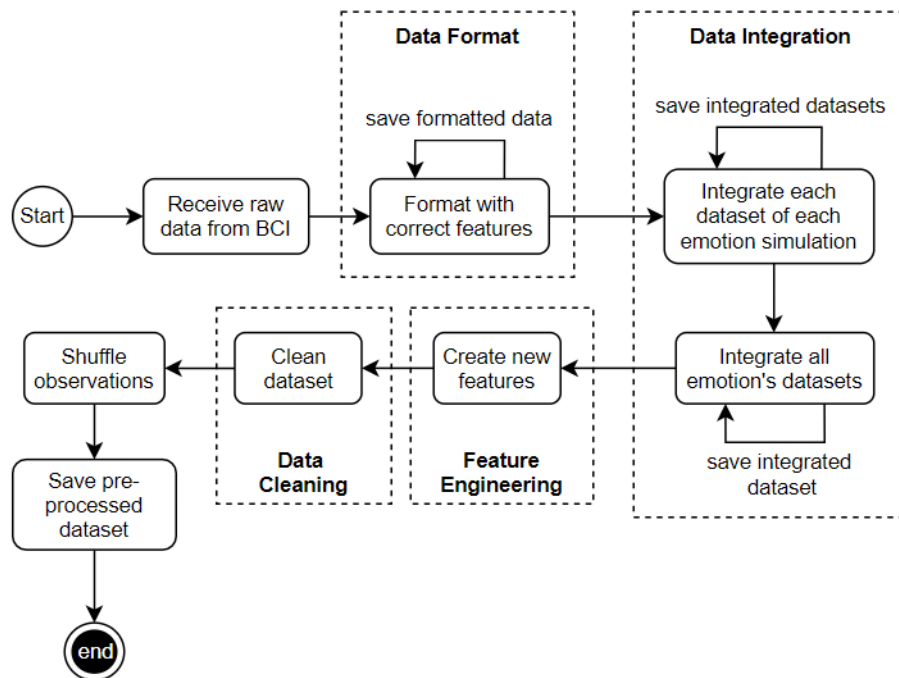 Data Format
Data Integration
save formatted data
save integrated datasets
Start
Receive raw
data from BCI
Format with
correct features
Integrate each
dataset of each
emotion simulation
Shuffle
observations
Clean
dataset
Create new
features
Integrate all
emotion's datasets
Data
Cleaning
Feature
Engineering
save integrated
dataset
Save pre-
processed
dataset
end